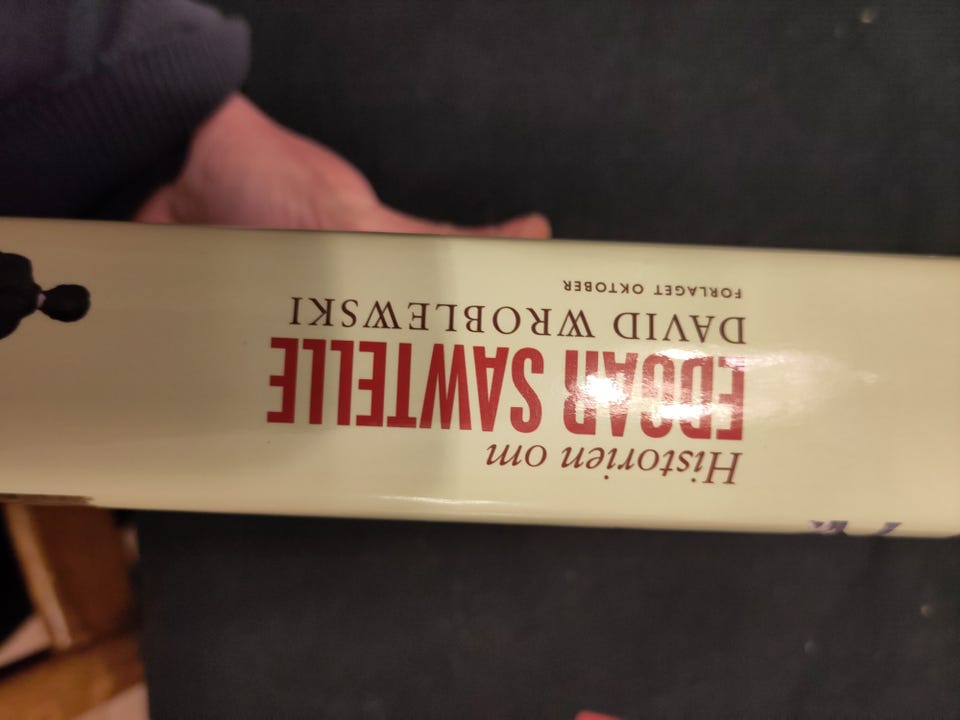 Historien om
EDGAR SAWTELLE
DAVID WROBLEWSKI
FORLAGET OKTOBER